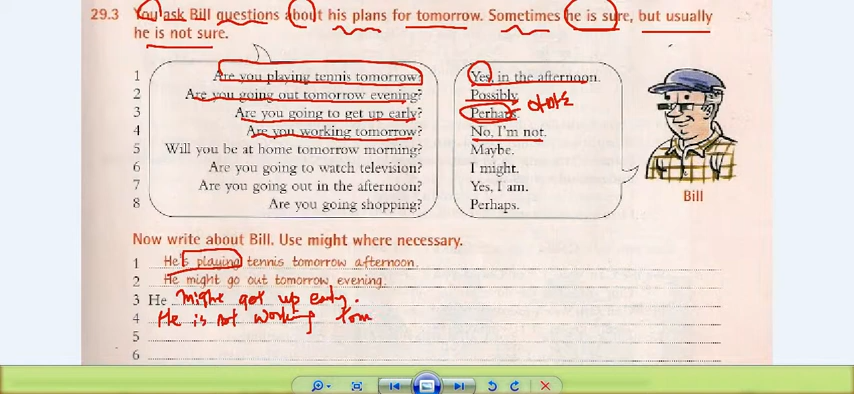 29.3 You ask Bill questions about his plans for tomorrow. Sometimes he is sure, but usually
he is not sure.
1 Are you playing tennis tomorrow? Yes, in the afternoon.
2 Are you going out tomorrow evening? Possibly.
3 Are you going to get up early? Perhaps.
4 Are you working tomorrow? No, I'm not.
5 Will you be at home tomorrow morning? Maybe.
6 Are you going to watch television? I might.
7 Are you going out in the afternoon? Yes, I am.
8 Are you going shopping? Perhaps.
Bill
Now write about Bill. Use might where necessary.
1 He's playing tennis tomorrow afternoon.
2 He might go out tomorrow evening.
3 He might get up early.
4 He is not working tom
5
6